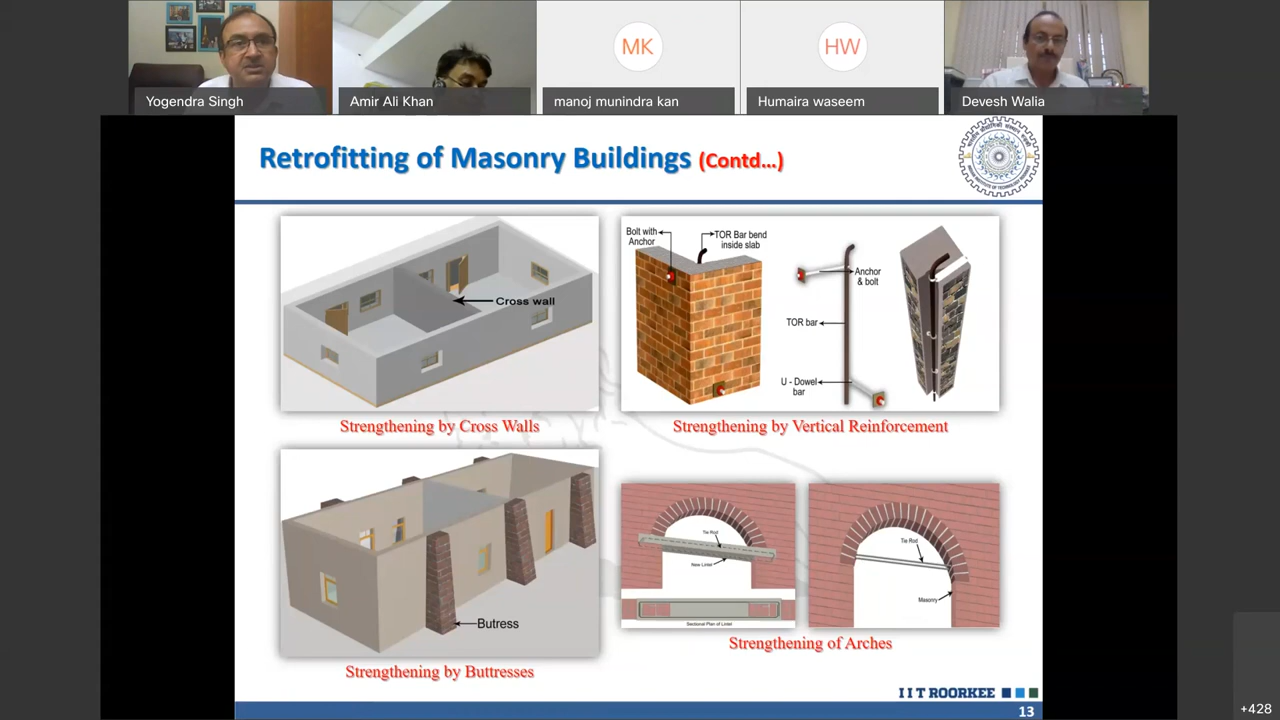 MK
HW
Yogendra Singh
Amir Ali Khan
manoj munindra kan
Humaira waseem
Devesh Walia
Retrofitting of Masonry Buildings (Contd...)
Cross wall
Strengthening by Cross Walls
Bolt with
Anchor
TOR Bar bend
inside slab
Anchor
& bolt
TOR bar
U - Dowel
bar
Strengthening by Vertical Reinforcement
Butress
Strengthening by Buttresses
Tie Rod
New Lintel
Sectional Plan of Lintel
Tie Rod
Masonry
Strengthening of Arches
I I T ROORKEE
13
+428